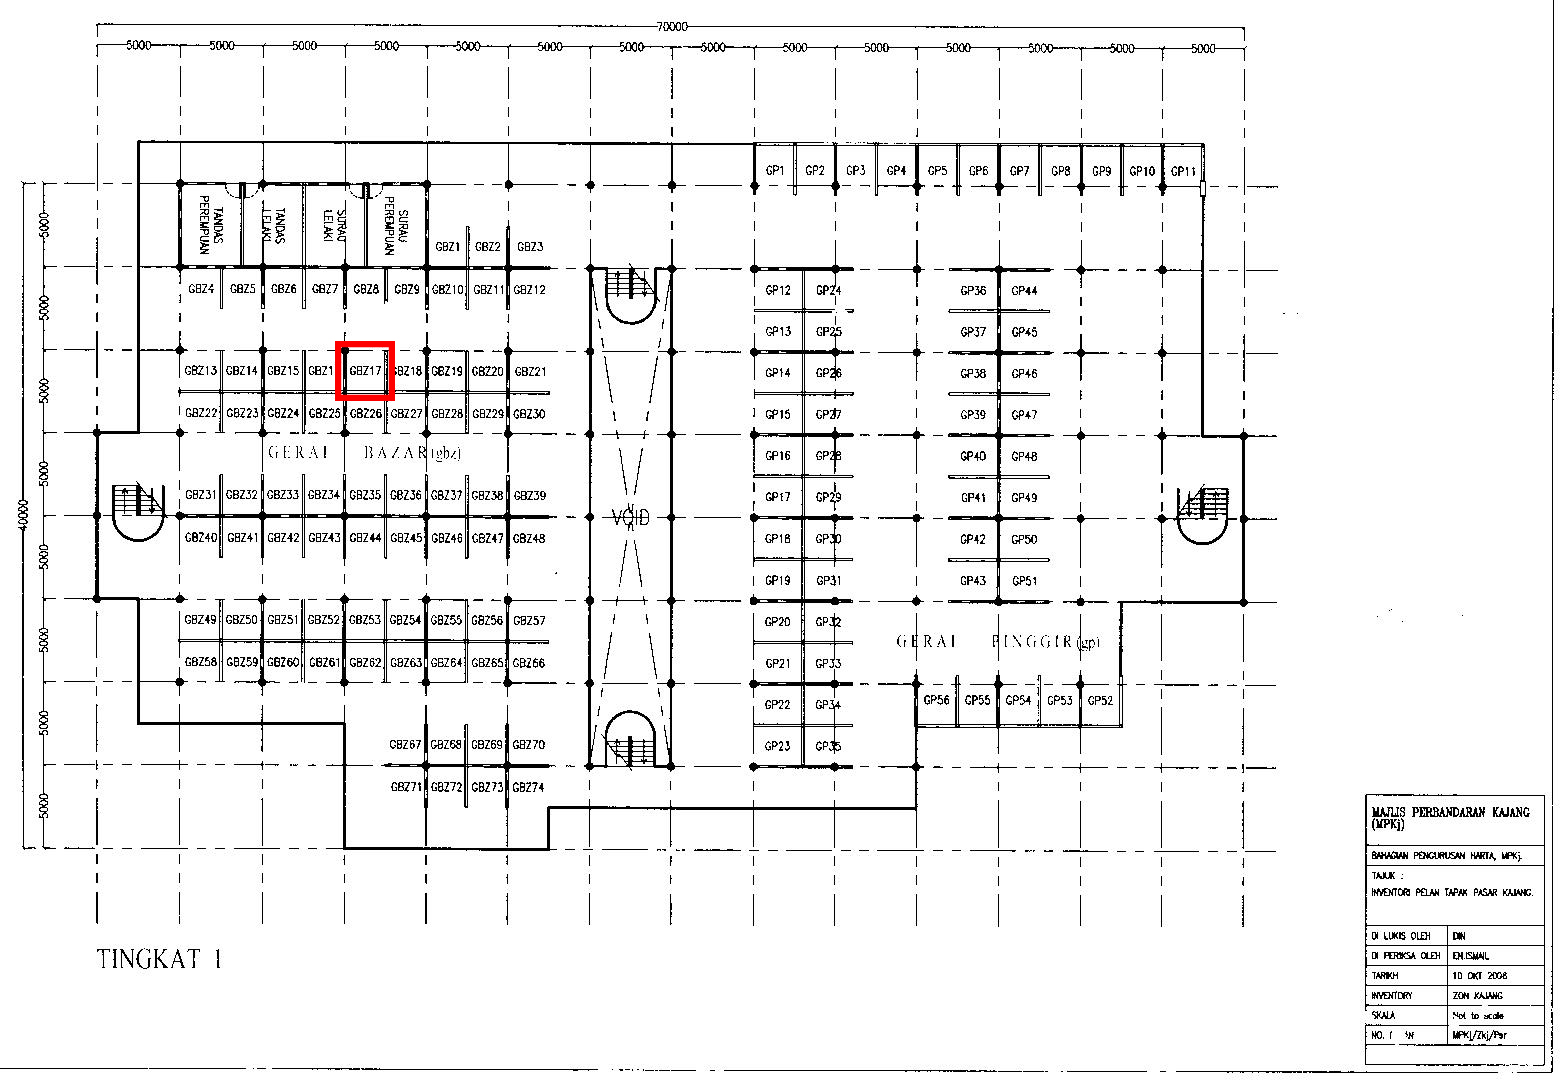 70000
5000 5000 5000 5000 5000 5000 5000 5000 5000 5000 5000 5000 5000 5000
GP1 GP2 GP3 GP4 GP5 GP6 GP7 GP8 GP9 GP10 GP11
TANDAS PEREMPUAN
TANDAS LELAKI
SURAU LELAKI
SURAU PEREMPUAN
40000
5000 5000 5000 5000 5000 5000 5000 5000
GBZ1 GBZ2 GBZ3
GBZ4 GBZ5 GBZ6 GBZ7 GBZ8 GBZ9 GBZ10 GBZ11 GBZ12
GBZ13 GBZ14 GBZ15 GBZ1 GBZ17 GBZ18 GBZ19 GBZ20 GBZ21
GBZ22 GBZ23 GBZ24 GBZ25 GBZ26 GBZ27 GBZ28 GBZ29 GBZ30
GERAI BAZAR(gbz)
GBZ31 GBZ32 GBZ33 GBZ34 GBZ35 GBZ36 GBZ37 GBZ38 GBZ39
GBZ40 GBZ41 GBZ42 GBZ43 GBZ44 GBZ45 GBZ46 GBZ47 GBZ48
GBZ49 GBZ50 GBZ51 GBZ52 GBZ53 GBZ54 GBZ55 GBZ56 GBZ57
GBZ58 GBZ59 GBZ60 GBZ61 GBZ62 GBZ63 GBZ64 GBZ65 GBZ66
GBZ67 GBZ68 GBZ69 GBZ70
GBZ71 GBZ72 GBZ73 GBZ74
VOID
GP12 GP24
GP13 GP25
GP14 GP26
GP15 GP27
GP16 GP28
GP17 GP29
GP18 GP30
GP19 GP31
GP20 GP32
GP21 GP33
GP22 GP34
GP23 GP35
GP36 GP44
GP37 GP45
GP38 GP46
GP39 GP47
GP40 GP48
GP41 GP49
GP42 GP50
GP43 GP51
GERAI PINGGIR(gp)
GP56 GP55 GP54 GP53 GP52
TINGKAT 1
MAJLIS PERBANDARAN KAJANG
(MPKj)
BAHAGIAN PENGURUSAN HARTA, MPKj.
TAJUK :
INVENTORI PELAN TAPAK PASAR KAJANG.
DI LUKIS OLEH DIN
DI PERIKSA OLEH EN.ISMAIL
TARIKH 10 OKT 2008
INVENTORY ZON KAJANG
SKALA Not to scale
NO. MPKj/Zkj/Psr